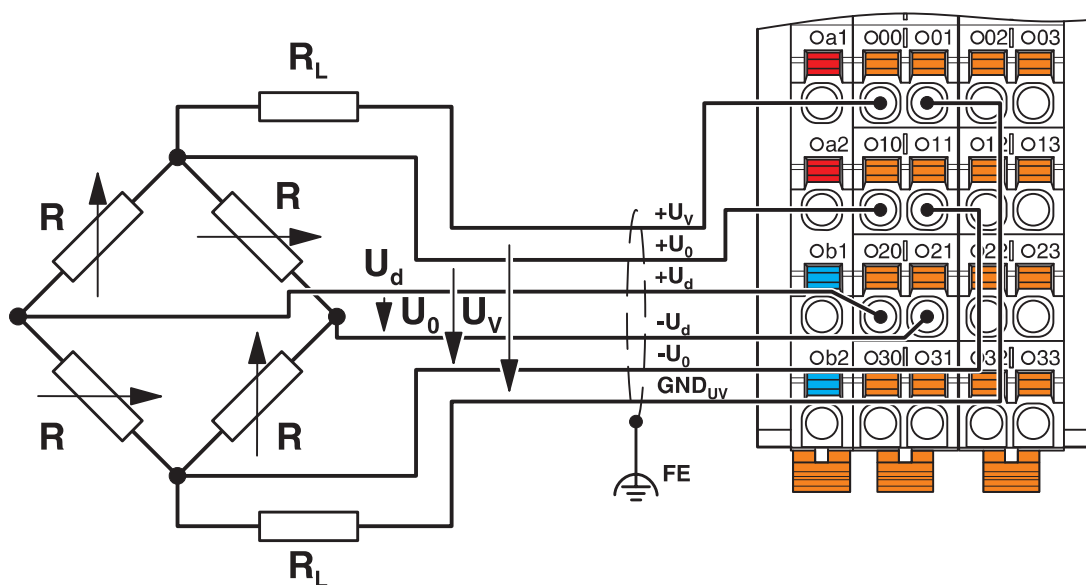 R_L
a1 00 01 02 03
R R
+U_V
a2 10 11 12 13
+U_0
U_d
+U_d
b1 20 21 22 23
U_0 U_V
-U_d
-U_0
b2 30 31 32 33
GND_UV
R R
FE
R_L